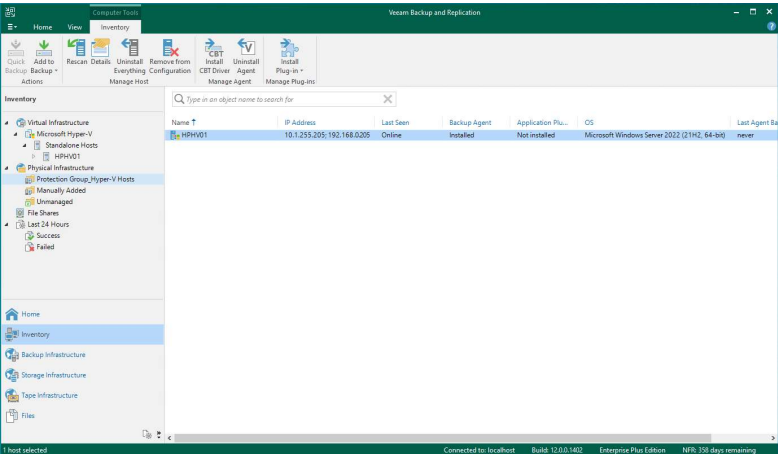 Computer Tools
Veeam Backup and Replication
Home View Inventory
Quick Backup
Add to Backup
Rescan
Details
Uninstall Everything
Remove from Configuration
CBT
Install CBT Driver
Uninstall Agent
Install Plug-in
Actions
Manage Host
Manage Agent
Manage Plug-ins
Inventory
Type in an object name to search for
Virtual Infrastructure
Microsoft Hyper-V
Standalone Hosts
HPHV01
Physical Infrastructure
Protection Group_Hyper-V Hosts
Manually Added
Unmanaged
File Shares
Last 24 Hours
Success
Failed
Name IP Address Last Seen Backup Agent Application Plu... OS Last Agent Ba
HPHV01 10.1.255.205; 192.168.0.205 Online Installed Not installed Microsoft Windows Server 2022 (21H2, 64-bit) never
Home
Inventory
Backup Infrastructure
Storage Infrastructure
Tape Infrastructure
Files
1 host selected
Connected to: localhost Build: 12.0.0.1402 Enterprise Plus Edition NFR: 358 days remaining